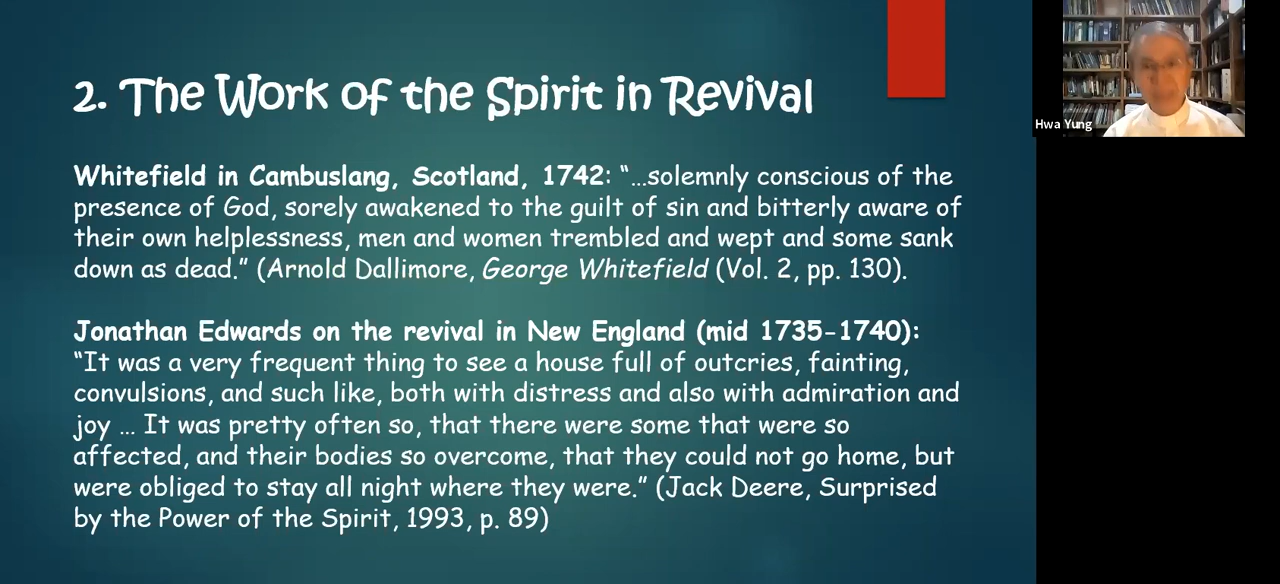 2. The Work of the Spirit in Revival
Hwa Yung
Whitefield in Cambuslang, Scotland, 1742: “…solemnly conscious of the
presence of God, sorely awakened to the guilt of sin and bitterly aware of
their own helplessness, men and women trembled and wept and some sank
down as dead.” (Arnold Dallimore, George Whitefield (Vol. 2, pp. 130).
Jonathan Edwards on the revival in New England (mid 1735-1740):
“It was a very frequent thing to see a house full of outcries, fainting,
convulsions, and such like, both with distress and also with admiration and
joy … It was pretty often so, that there were some that were so
affected, and their bodies so overcome, that they could not go home, but
were obliged to stay all night where they were.” (Jack Deere, Surprised
by the Power of the Spirit, 1993, p. 89)